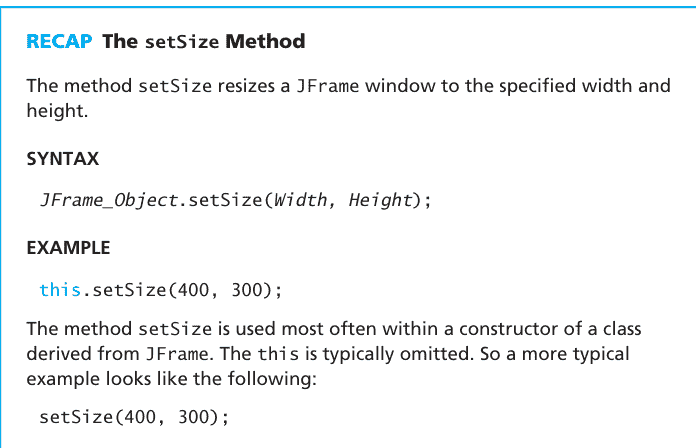 RECAP The setSize Method
The method setSize resizes a JFrame window to the specified width and
height.
SYNTAX
JFrame_Object.setSize(Width, Height);
EXAMPLE
this.setSize(400, 300);
The method setSize is used most often within a constructor of a class
derived from JFrame. The this is typically omitted. So a more typical
example looks like the following:
setSize(400, 300);